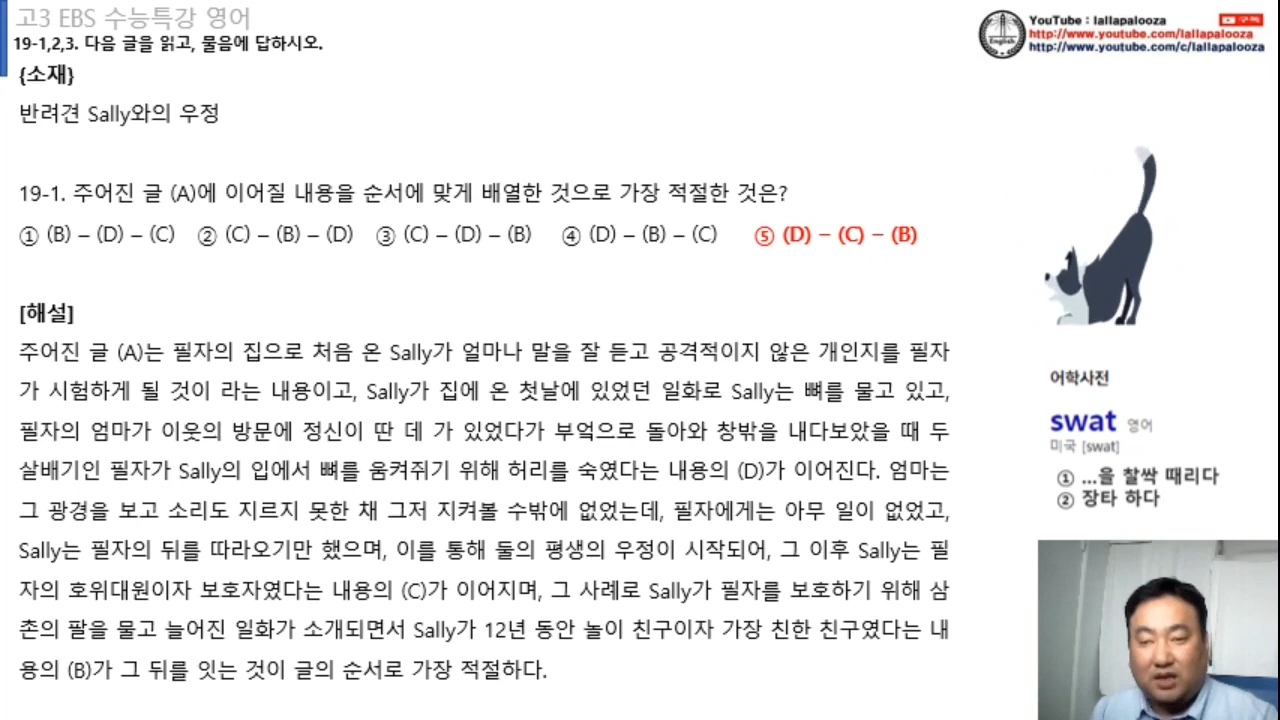 고3 EBS 수능특강 영어
19-1,2,3. 다음 글을 읽고, 물음에 답하시오.
{소재}
반려견 Sally와의 우정
19-1. 주어진 글 (A)에 이어질 내용을 순서에 맞게 배열한 것으로 가장 적절한 것은?
① (B) – (D) – (C) ② (C) – (B) – (D) ③ (C) – (D) – (B) ④ (D) – (B) – (C) ⑤ (D) – (C) – (B)
[해설]
주어진 글 (A)는 필자의 집으로 처음 온 Sally가 얼마나 말을 잘 듣고 공격적이지 않은 개인지를 필자
가 시험하게 될 것이 라는 내용이고, Sally가 집에 온 첫날에 있었던 일화로 Sally는 뼈를 물고 있고,
필자의 엄마가 이웃의 방문에 정신이 딴 데 가 있었다가 부엌으로 돌아와 창밖을 내다보았을 때 두
살배기인 필자가 Sally의 입에서 뼈를 움켜쥐기 위해 허리를 숙였다는 내용의 (D)가 이어진다. 엄마는
그 광경을 보고 소리도 지르지 못한 채 그저 지켜볼 수밖에 없었는데, 필자에게는 아무 일이 없었고,
Sally는 필자의 뒤를 따라오기만 했으며, 이를 통해 둘의 평생의 우정이 시작되어, 그 이후 Sally는 필
자의 호위대원이자 보호자였다는 내용의 (C)가 이어지며, 그 사례로 Sally가 필자를 보호하기 위해 삼
촌의 팔을 물고 늘어진 일화가 소개되면서 Sally가 12년 동안 놀이 친구이자 가장 친한 친구였다는 내
용의 (B)가 그 뒤를 잇는 것이 글의 순서로 가장 적절하다.
YouTube : lallapalooza
구독
http://www.youtube.com/lallapalooza
http://www.youtube.com/c/lallapalooza
English
어학사전
swat 영어
미국 [swat]
① ...을 찰싹 때리다
② 장타 하다